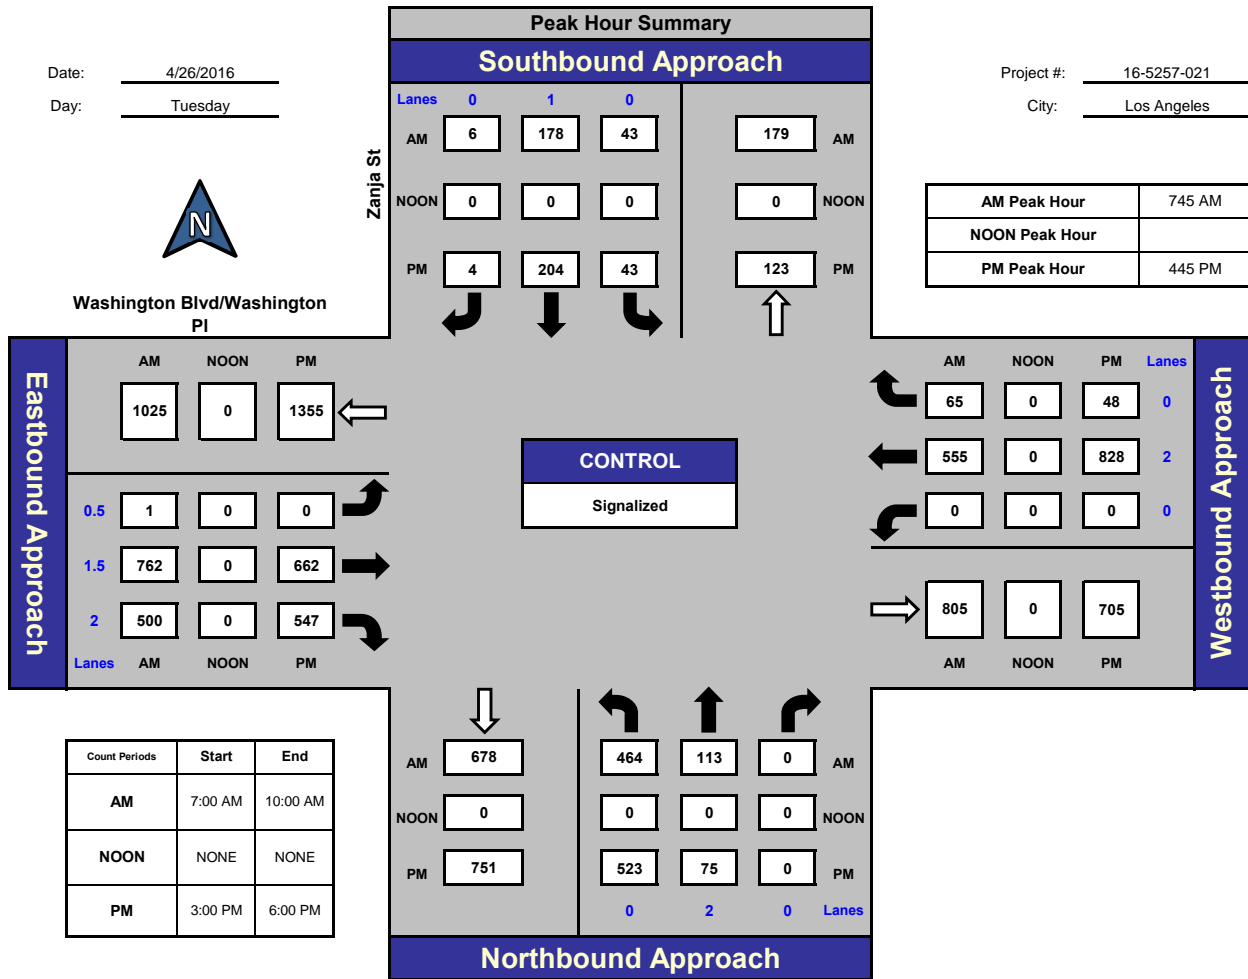 Peak Hour Summary
Southbound Approach
Date: 4/26/2016
Day: Tuesday
Project #: 16-5257-021
City: Los Angeles
N
Zanja St
Lanes 0 1 0
AM 6 178 43 179 AM
NOON 0 0 0 0 NOON
PM 4 204 43 123 PM
AM Peak Hour 745 AM
NOON Peak Hour
PM Peak Hour 445 PM
Washington Blvd/Washington
Pl
Eastbound Approach
AM NOON PM
1025 0 1355
0.5 1 0 0
1.5 762 0 662
2 500 0 547
Lanes AM NOON PM
CONTROL
Signalized
AM NOON PM Lanes
65 0 48 0
555 0 828 2
0 0 0 0
805 0 705
AM NOON PM
Westbound Approach
Count Periods Start End
AM 7:00 AM 10:00 AM
NOON NONE NONE
PM 3:00 PM 6:00 PM
AM 678 464 113 0 AM
NOON 0 0 0 0 NOON
PM 751 523 75 0 PM
0 2 0 Lanes
Northbound Approach